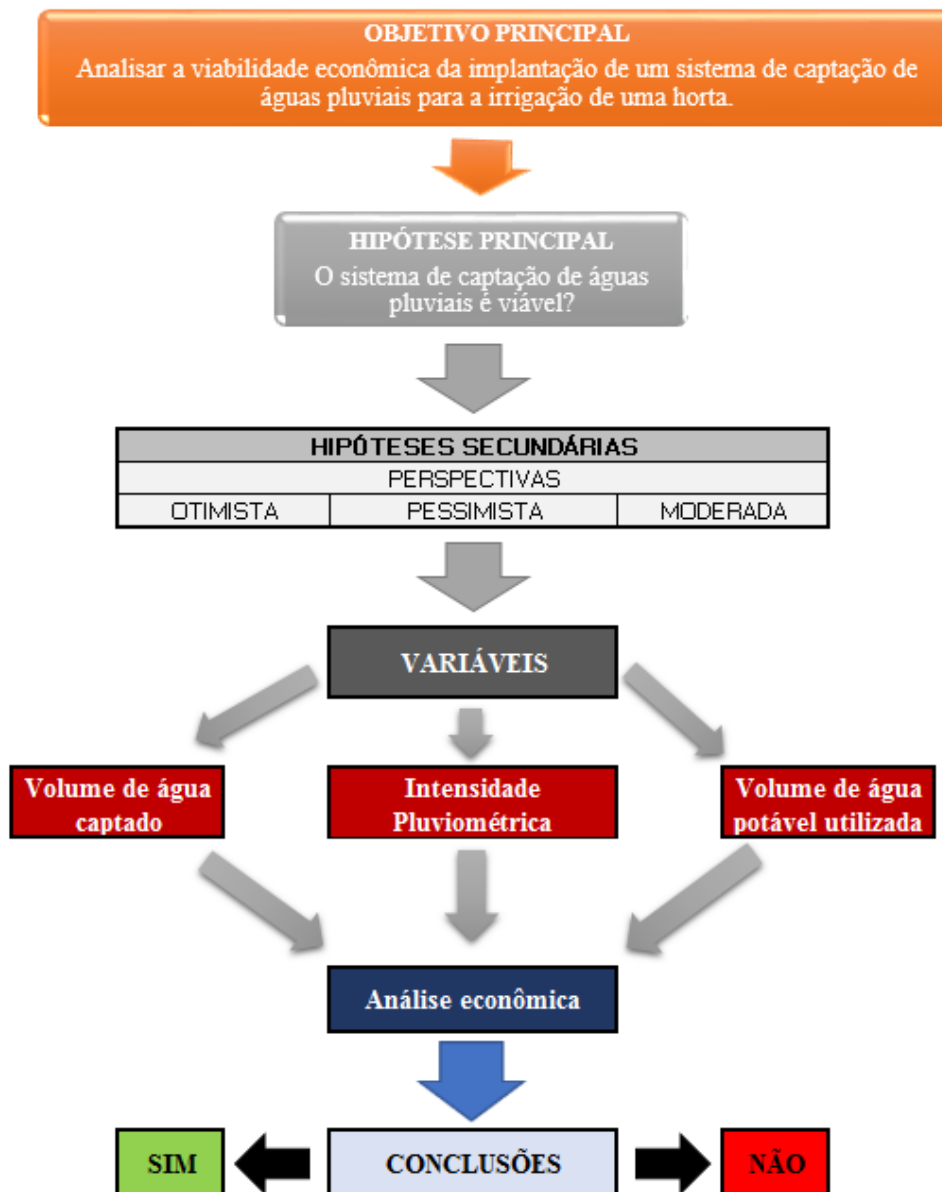 OBJETIVO PRINCIPAL
Analisar a viabilidade econômica da implantação de um sistema de captação de
águas pluviais para a irrigação de uma horta.
HIPÓTESE PRINCIPAL
O sistema de captação de águas
pluviais é viável?
HIPÓTESES SECUNDÁRIAS
PERSPECTIVAS
OTIMISTA PESSIMISTA MODERADA
VARIÁVEIS
Volume de água
captado
Intensidade
Pluviométrica
Volume de água
potável utilizada
Análise econômica
SIM CONCLUSÕES NÃO